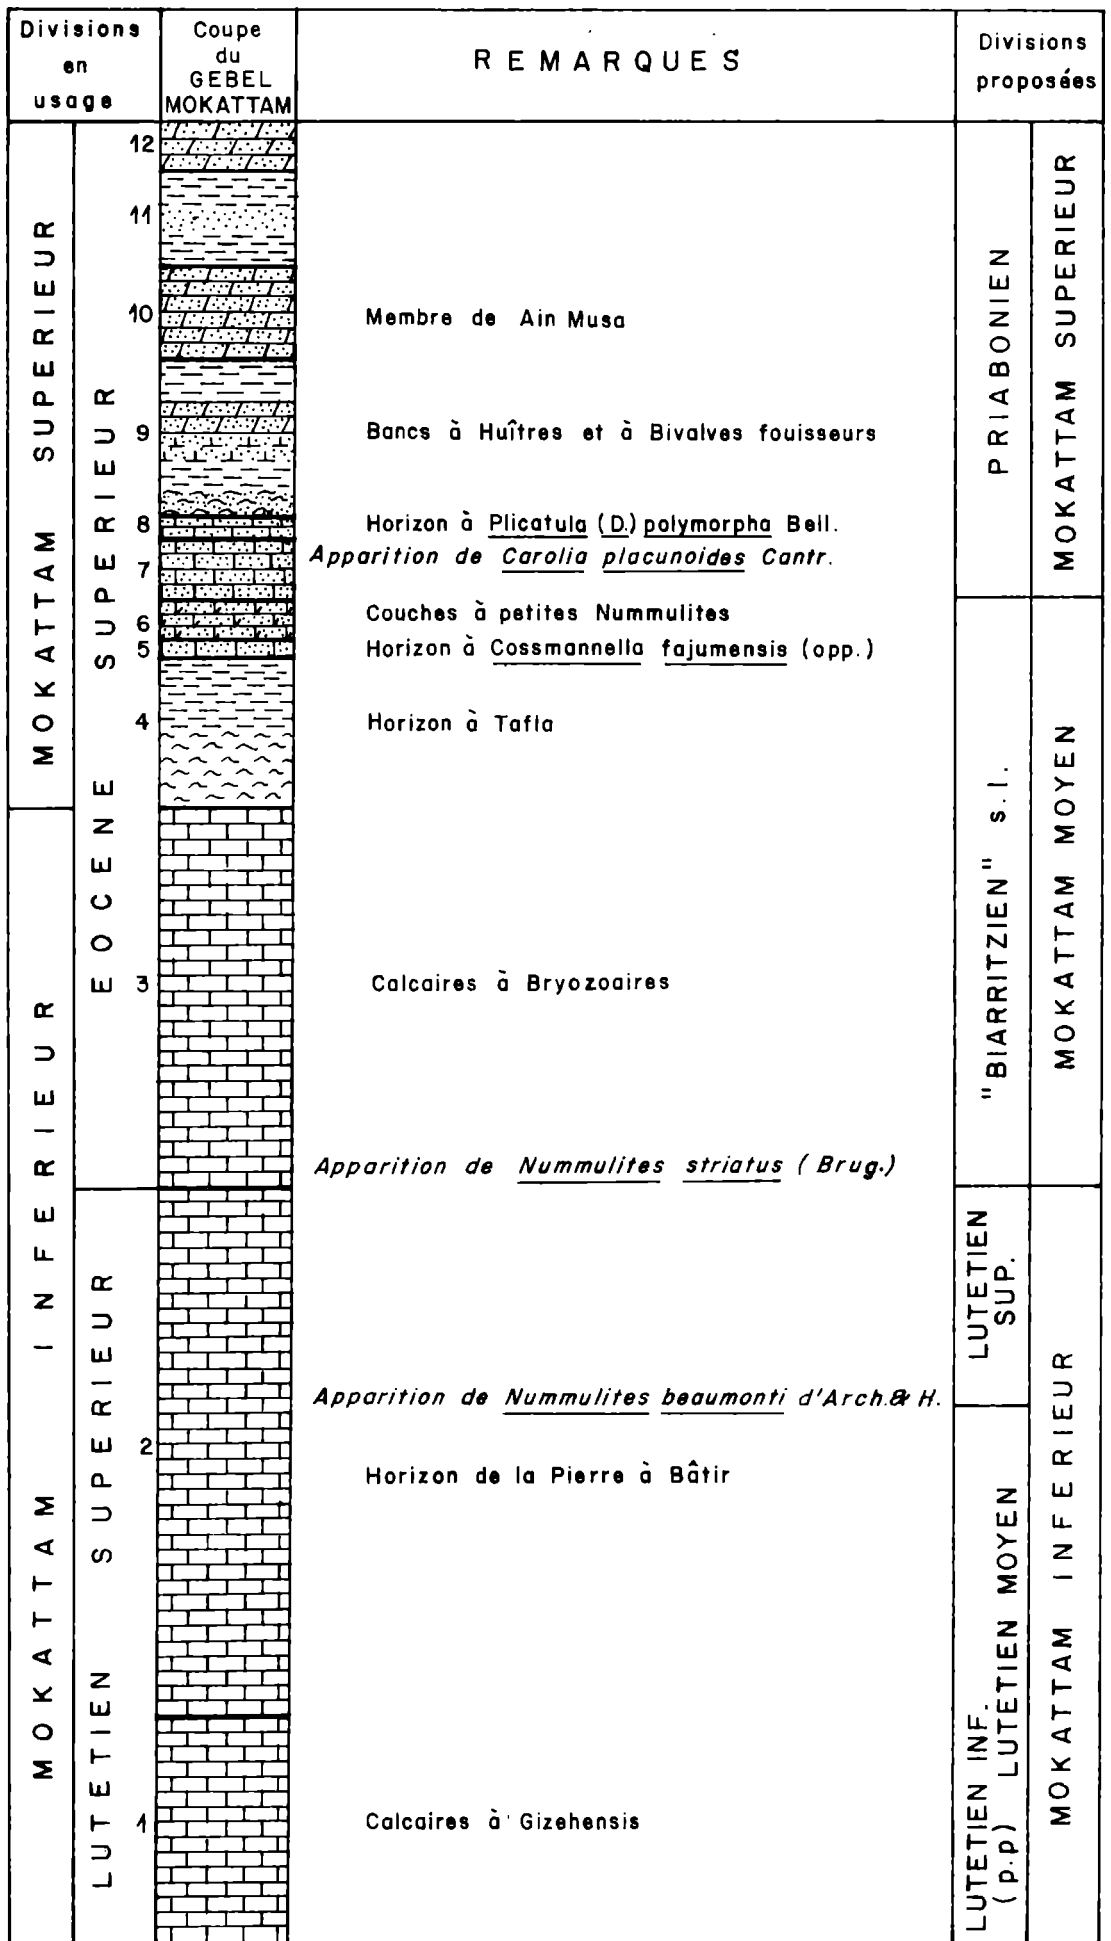 Divisions
en
usage
Coupe
du
GEBEL
MOKATTAM
REMARQUES
Divisions
proposées
MOKATTAM SUPERIEUR
MOKATTAM INFERIEUR
EOCENE SUPERIEUR
LUTETIEN SUPERIEUR
12
11
10
9
8
7
6
5
4
3
2
1
Membre de Ain Musa
Bancs à Huîtres et à Bivalves fouisseurs
Horizon à Plicatula (D.) polymorpha Bell.
Apparition de Carolia placunoides Cantr.
Couches à petites Nummulites
Horizon à Cossmannella fajumensis (opp.)
Horizon à Tafla
Calcaires à Bryozoaires
Apparition de Nummulites striatus (Brug.)
Apparition de Nummulites beaumonti d'Arch.& H.
Horizon de la Pierre à Bâtir
Calcaires à Gizehensis
PRIABONIEN
"BIARRITZIEN" s.l.
LUTETIEN
SUP.
LUTETIEN MOYEN
LUTETIEN INF.
(p.p)
MOKATTAM SUPERIEUR
MOKATTAM MOYEN
MOKATTAM INFERIEUR